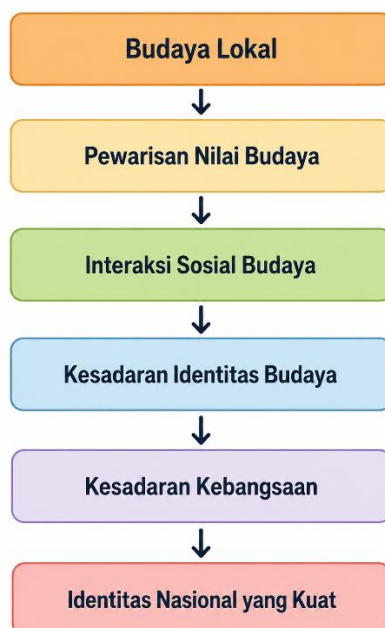 Budaya Lokal
Pewarisan Nilai Budaya
Interaksi Sosial Budaya
Kesadaran Identitas Budaya
Kesadaran Kebangsaan
Identitas Nasional yang Kuat